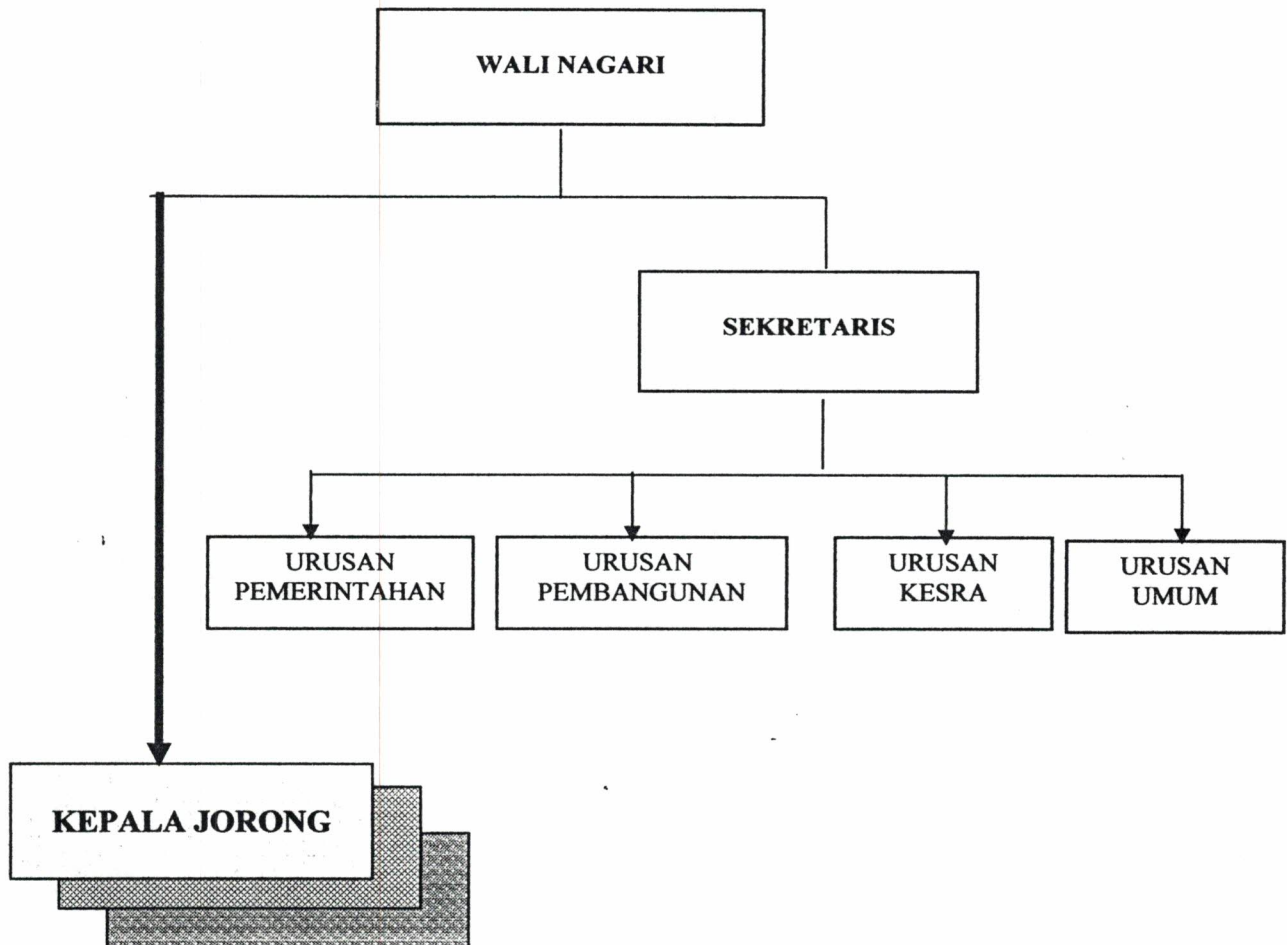 WALI NAGARI
SEKRETARIS
URUSAN
PEMERINTAHAN
URUSAN
PEMBANGUNAN
URUSAN
KESRA
URUSAN
UMUM
KEPALA JORONG